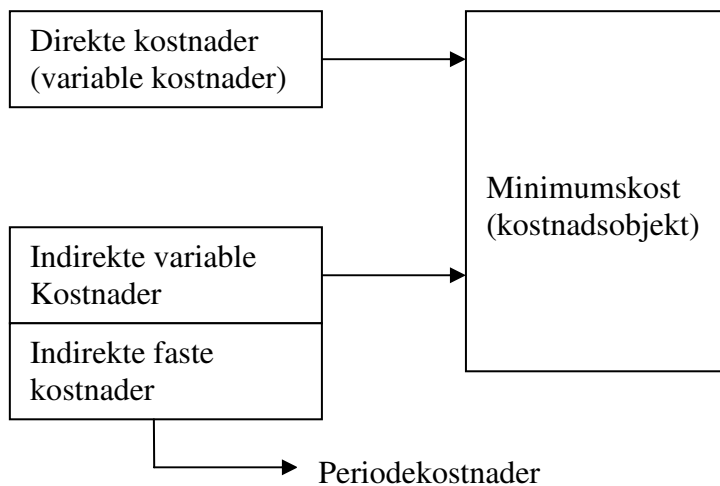 Direkte kostnader
(variable kostnader)
Minimumskost
(kostnadsobjekt)
Indirekte variable
Kostnader
Indirekte faste
kostnader
Periodekostnader